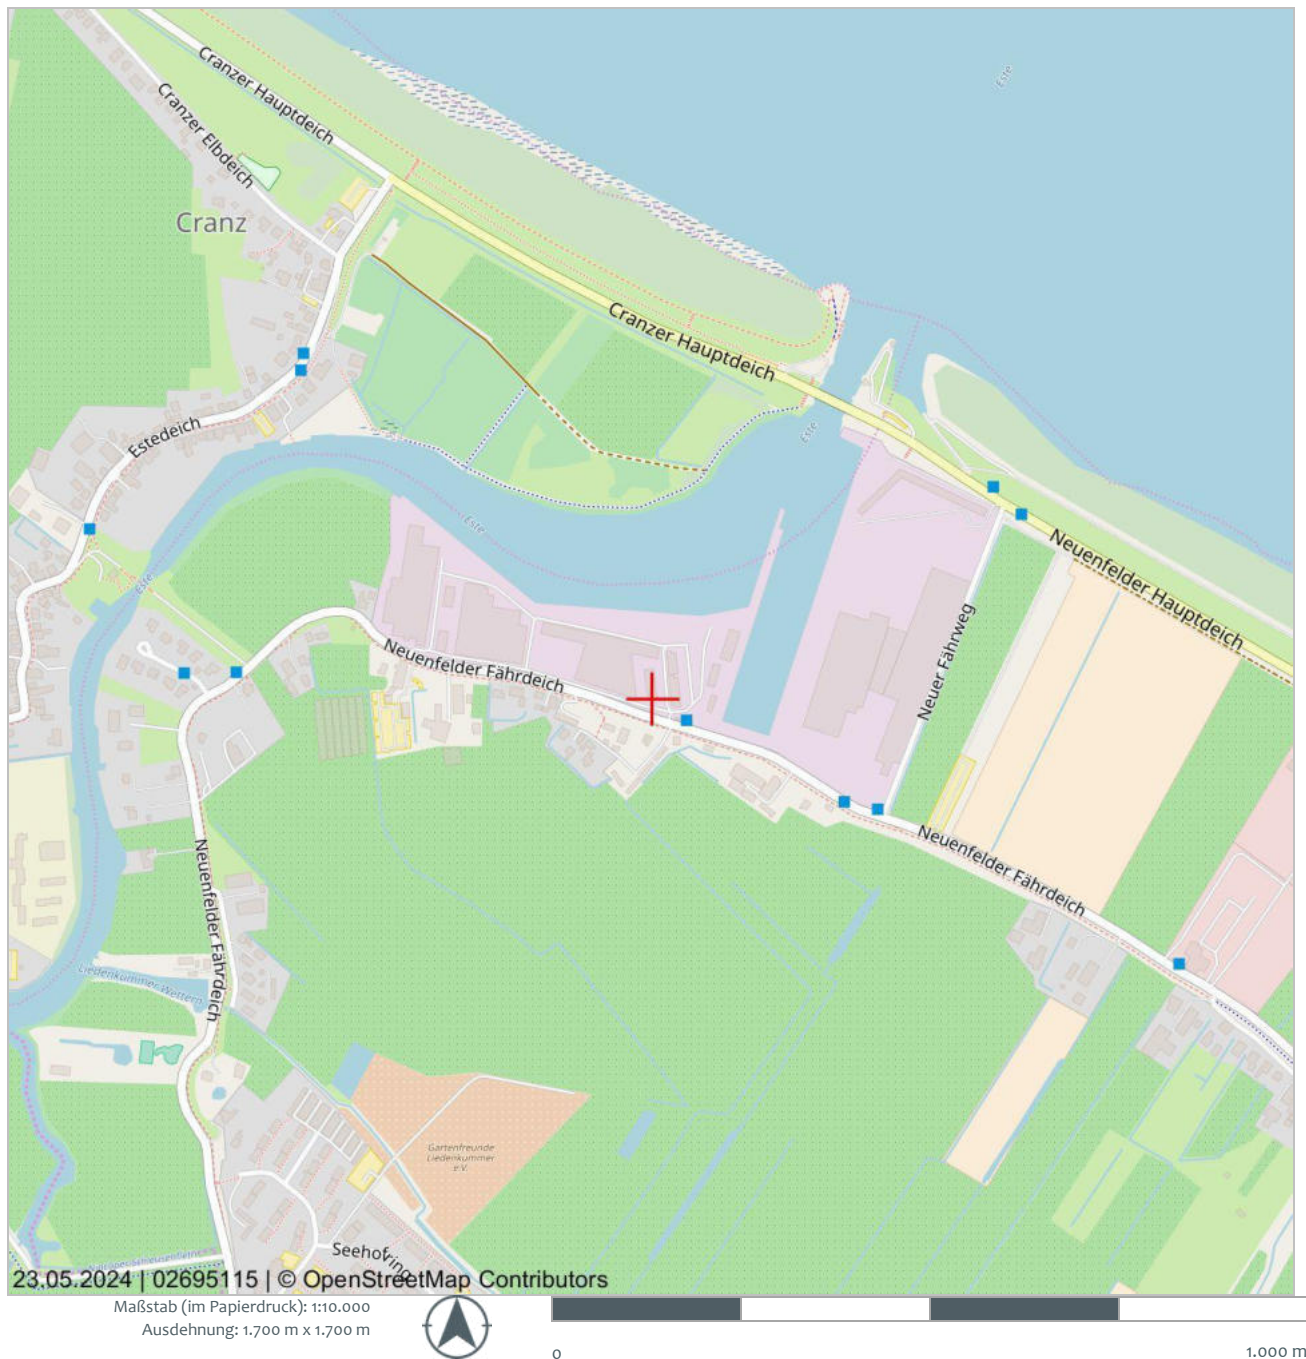 Este
Cranzer Hauptdeich
Cranzer Elbdeich
Cranz
Cranzer Hauptdeich
Estedeich
Este
Este
Neuenfelder Hauptdeich
Este
Neuer Fährweg
Neuenfelder Fährdeich
Neuenfelder Fährdeich
Neuenfelder Fährdeich
Liedenkummer Wettern
Gartenfreunde
Liedenkummer
e.V.
Seehofring
23.05.2024 | 02695115 | © OpenStreetMap Contributors
Maßstab (im Papierdruck): 1:10.000
Ausdehnung: 1.700 m x 1.700 m
0
1.000 m